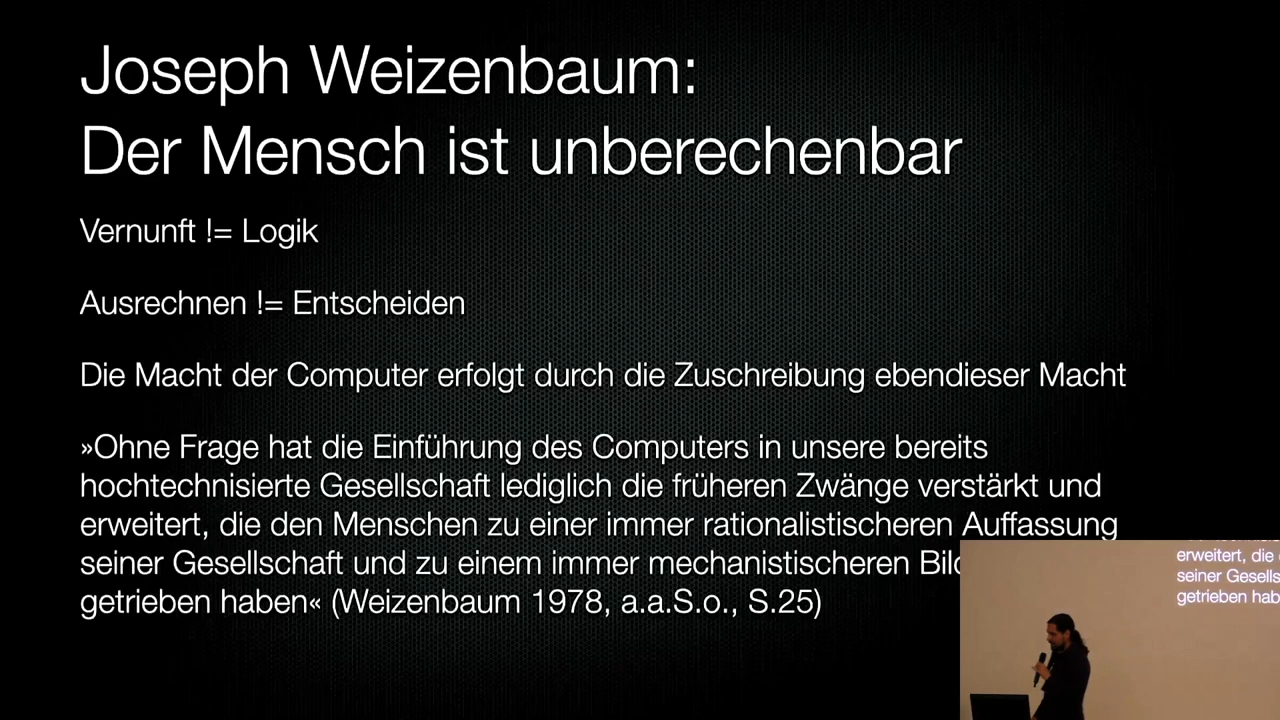 Joseph Weizenbaum:
Der Mensch ist unberechenbar
Vernunft != Logik
Ausrechnen != Entscheiden
Die Macht der Computer erfolgt durch die Zuschreibung ebendieser Macht
»Ohne Frage hat die Einführung des Computers in unsere bereits
hochtechnisierte Gesellschaft lediglich die früheren Zwänge verstärkt und
erweitert, die den Menschen zu einer immer rationalistischeren Auffassung
seiner Gesellschaft und zu einem immer mechanistischeren
getrieben haben« (Weizenbaum 1978, a.a.S.o., S.25)
erweitert, die
seiner Gesells
getrieben hab